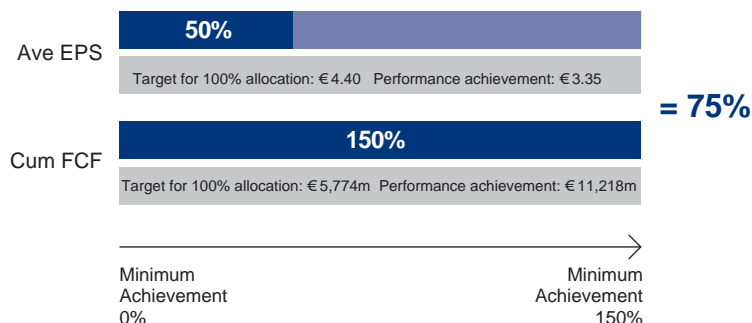 50%
Ave EPS
Target for 100% allocation: €4.40 Performance achievement: €3.35
= 75%
150%
Cum FCF
Target for 100% allocation: €5,774m Performance achievement: €11,218m
Minimum
Achievement
0%
Minimum
Achievement
150%